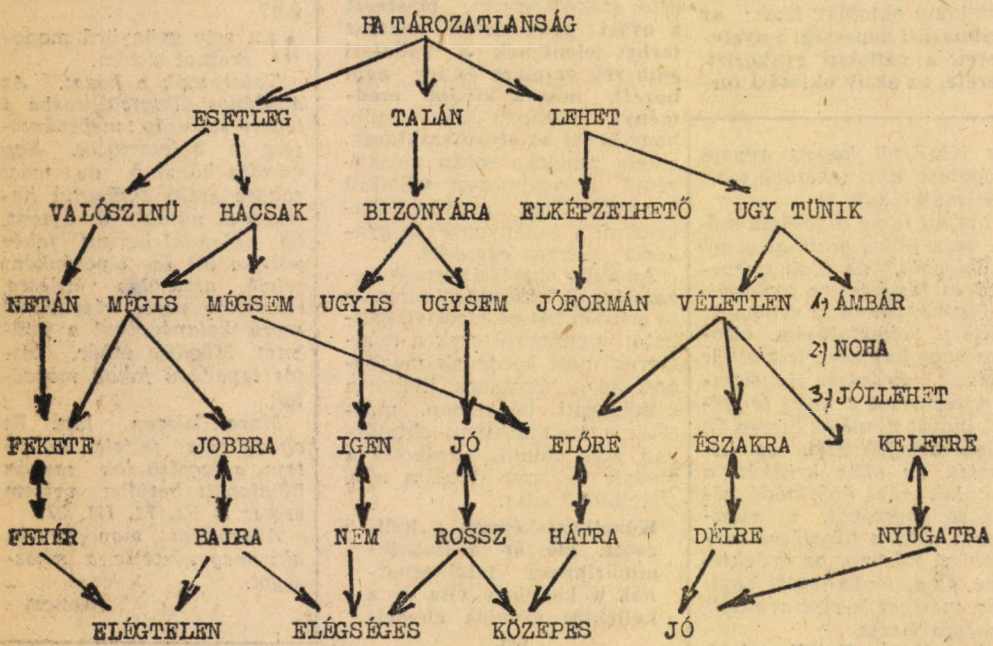 HATÁROZATLANSÁG
ESETLEG TALÁN LEHET
VALÓSZINÜ HACSAK BIZONYÁRA ELKÉPZELHETŐ UGY TÜNIK
NETÁN MÉGIS MÉGSEM UGYIS UGYSEM JÓFORMÁN VÉLETLEN 1.) ÁMBÁR
2.) NOHA
3.) JÓLLEHET
FEKETE JOBBRA IGEN JÓ ELŐRE ÉSZAKRA KELETRE
FEHÉR BALRA NEM ROSSZ HÁTRA DÉLRE NYUGATRA
ELÉGTELEN ELÉGSÉGES KÖZEPES JÓ